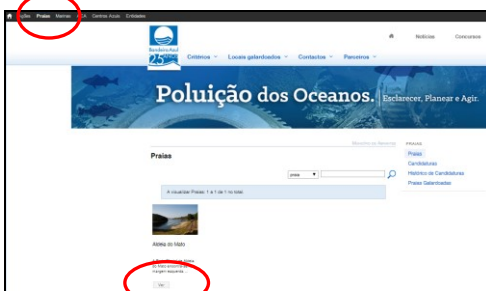 Praias Marinas ABA Centros Azuis Entidades
Notícias Concursos
Bandeira Azul
25
Critérios Locais galardoados Contactos Parceiros
Poluição dos Oceanos. Esclarecer, Planear e Agir.
PRAIAS
Praias
Praias
Candidaturas
Histórico de Candidaturas
Praias Galardoadas
praia
A visualizar Praias: 1 a 1 de 1 no total.
Aldeia do Mato
Ver